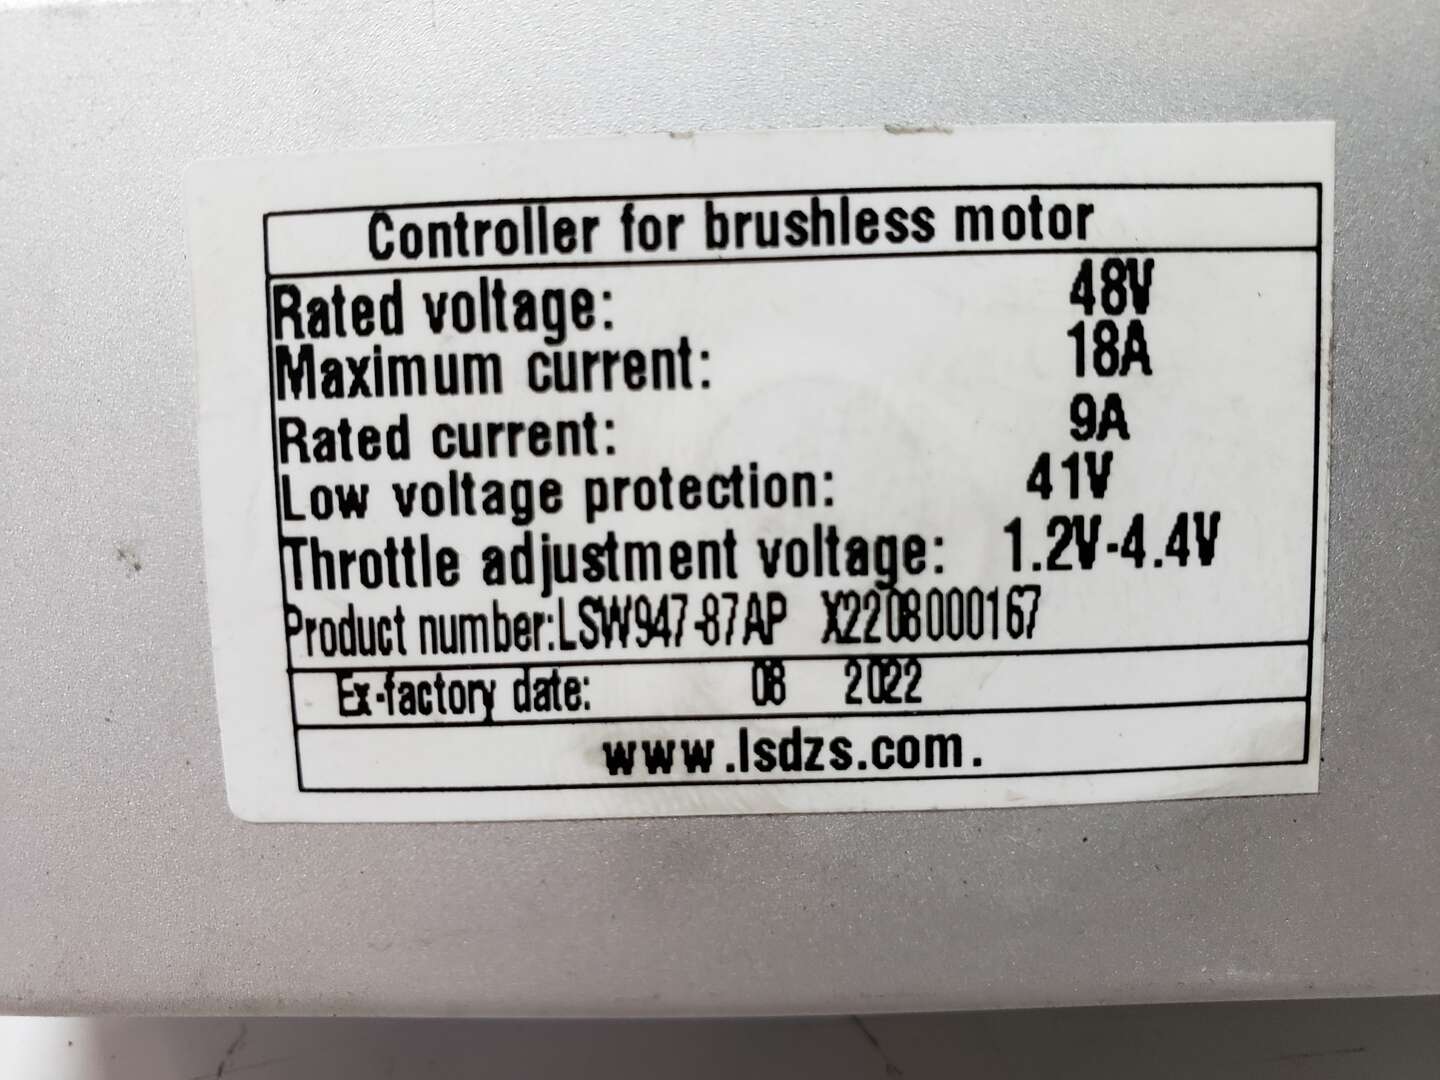 Controller for brushless motor
Rated voltage: 48V
Maximum current: 18A
Rated current: 9A
Low voltage protection: 41V
Throttle adjustment voltage: 1.2V-4.4V
Product number:LSW947-87AP X2208000167
Ex-factory date: 08 2022
www.lsdzs.com.